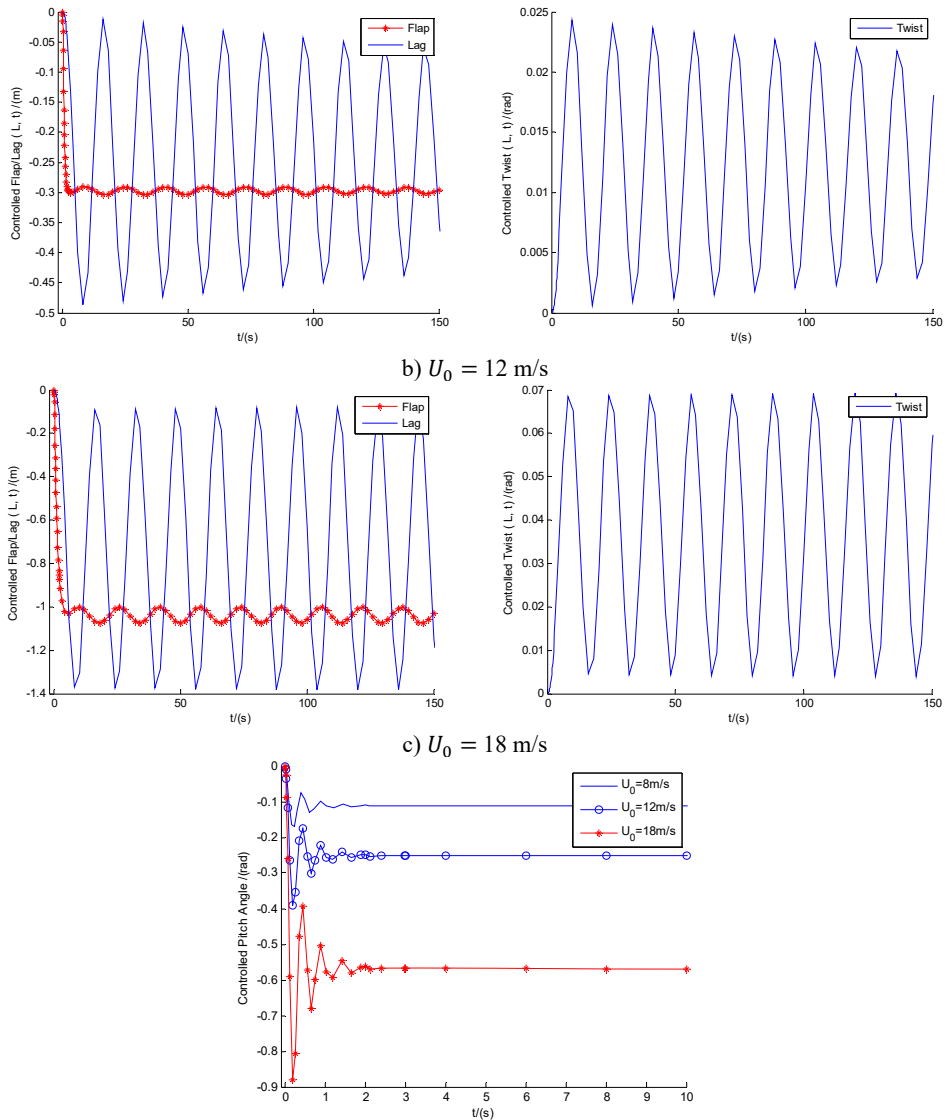 0
-0.05
-0.1
-0.15
-0.2
-0.25
-0.3
-0.35
-0.4
-0.45
-0.5
0 50 100 150
t/(s)
Controlled Flap/Lag ( L, t) /(m)
Flap
Lag
0.025
0.02
0.015
0.01
0.005
0
0 50 100 150
t/(s)
Controlled Twist ( L, t) /(rad)
Twist
b) U₀ = 12 m/s
0
-0.2
-0.4
-0.6
-0.8
-1
-1.2
-1.4
0 50 100 150
t/(s)
Controlled Flap/Lag ( L, t) /(m)
Flap
Lag
0.07
0.06
0.05
0.04
0.03
0.02
0.01
0
0 50 100 150
t/(s)
Controlled Twist ( L, t) /(rad)
Twist
c) U₀ = 18 m/s
0
-0.1
-0.2
-0.3
-0.4
-0.5
-0.6
-0.7
-0.8
-0.9
0 1 2 3 4 5 6 7 8 9 10
t/(s)
Controlled Pitch Angle /(rad)
U₀=8m/s
U₀=12m/s
U₀=18m/s